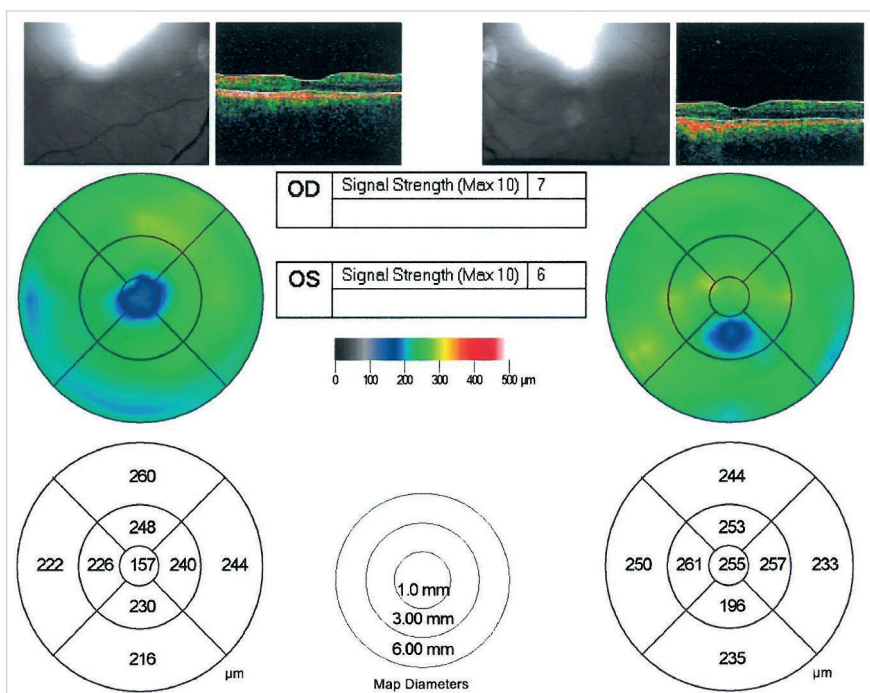 OD Signal Strength (Max 10) 7
OS Signal Strength (Max 10) 6
0 100 200 300 400 500 µm
260
248
222 226 157 240 244
230
216
µm
1.0 mm
3.00 mm
6.00 mm
Map Diameters
244
253
250 261 255 257 233
196
235
µm